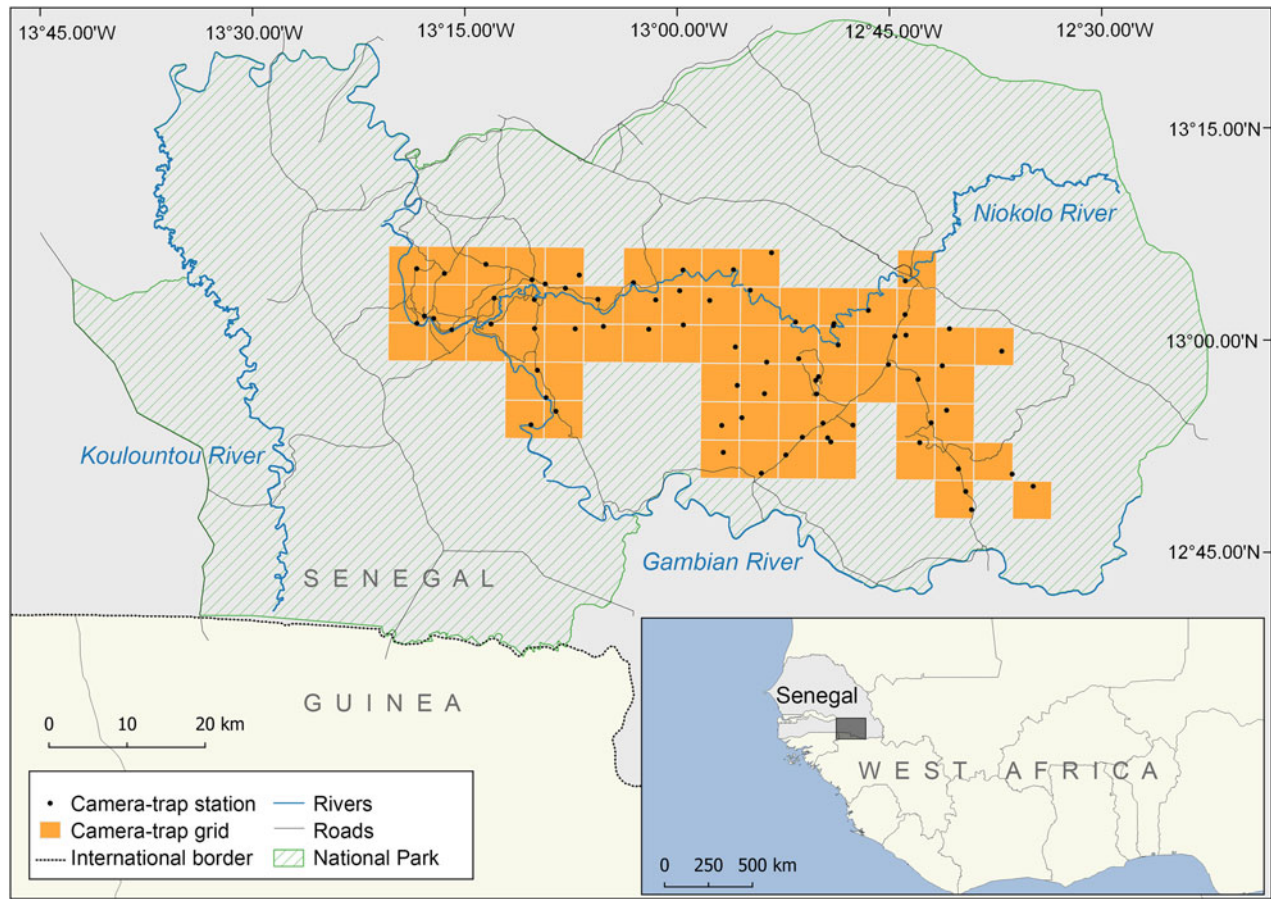 13°45.00'W 13°30.00'W 13°15.00'W 13°00.00'W 12°45.00'W 12°30.00'W
13°15.00'N
Niokolo River
13°00.00'N
Koulountou River
12°45.00'N
Gambian River
SENEGAL
GUINEA
0 10 20 km
Camera-trap station
Camera-trap grid
International border
Rivers
Roads
National Park
Senegal
WEST AFRICA
0 250 500 km